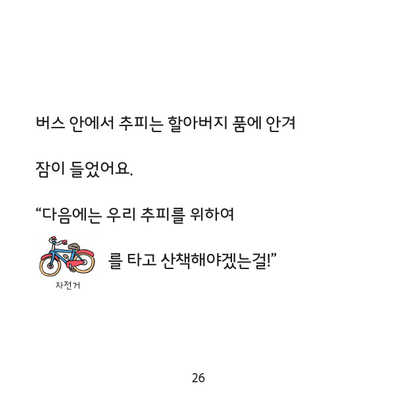 버스 안에서 추피는 할아버지 품에 안겨
잠이 들었어요.
“다음에는 우리 추피를 위하여
를 타고 산책해야겠는걸!”
자전거
26